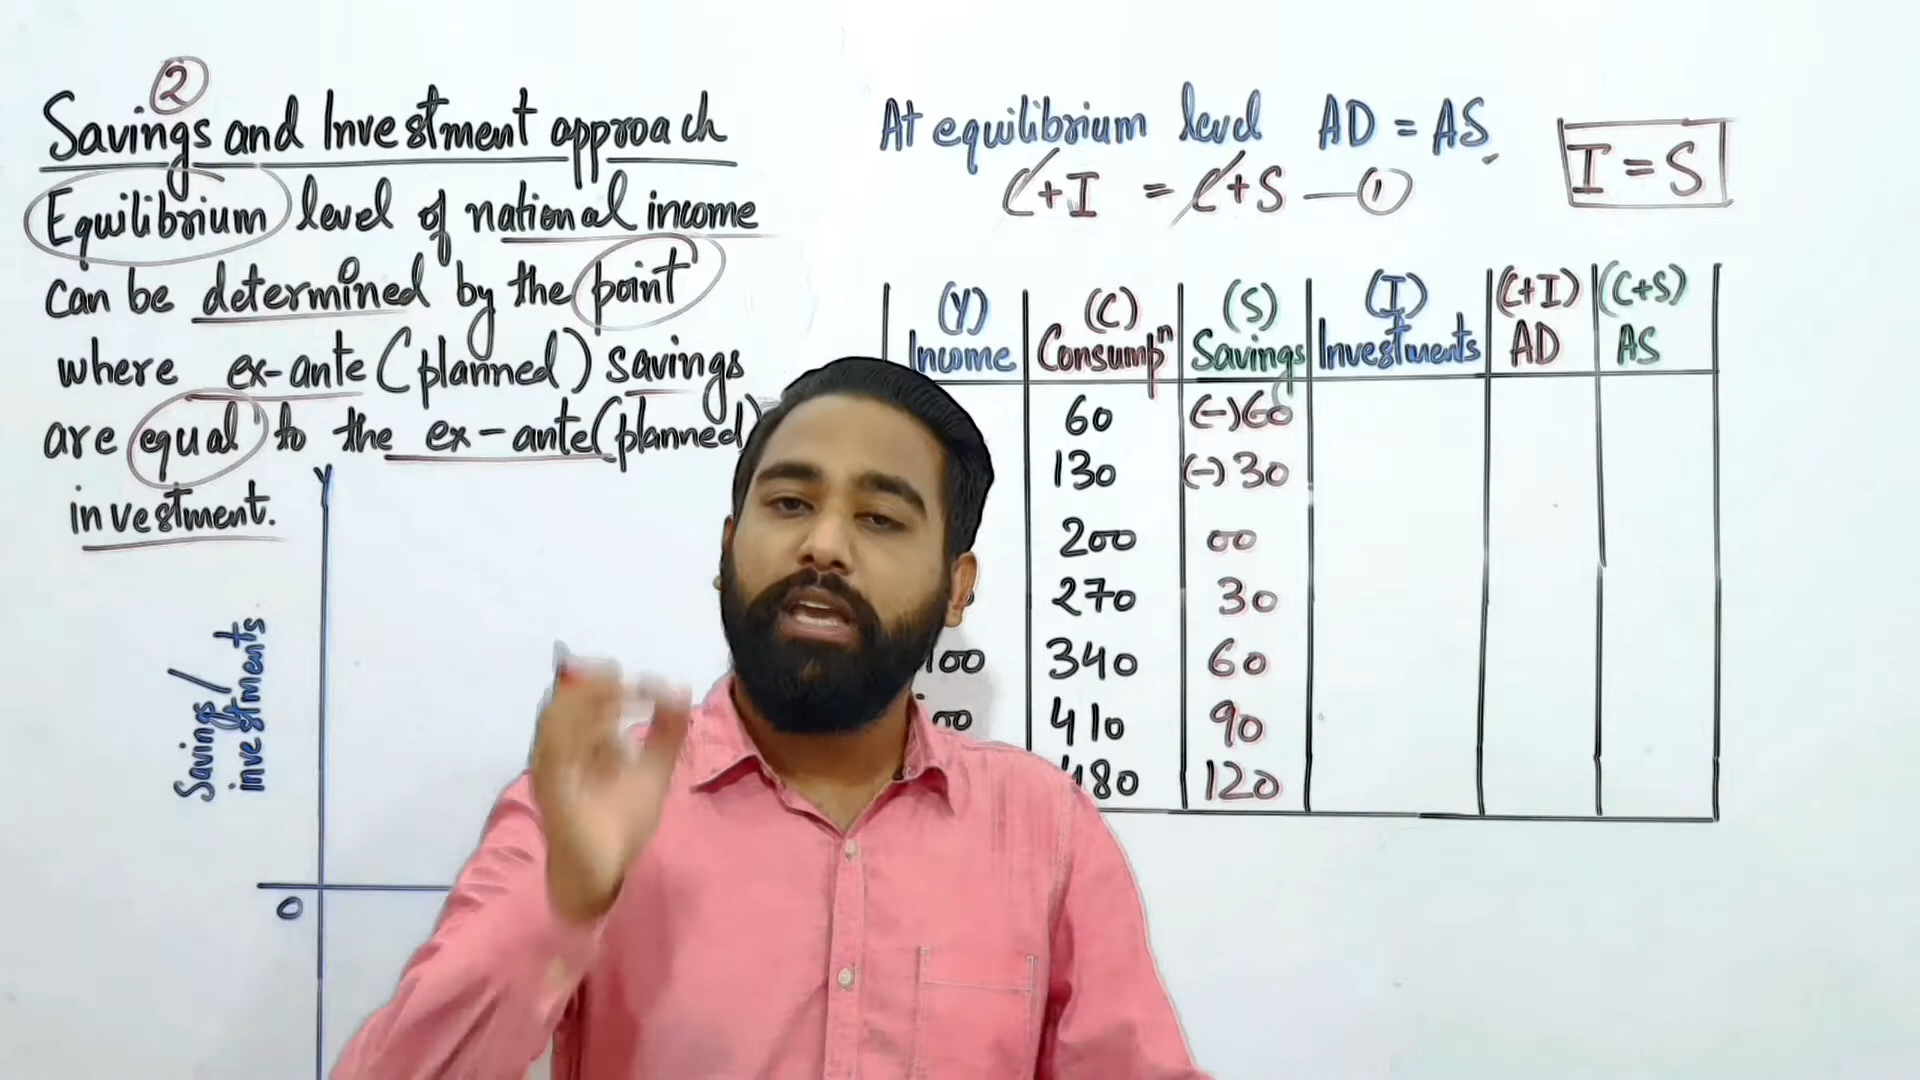 2
Savings and Investment approach
Equilibrium level of national income
can be determined by the point
where ex-ante (planned) savings
are equal to the ex-ante (planned)
investment.
Y
Savings/
investments
0
At equilibrium level AD = AS
C+I = C+S — 1
I = S
(Y) (C) (S) (I) (C+I) (C+S)
Income Consumpⁿ Savings Investments AD AS
60 (-)60
130 (-)30
200 00
270 30
340 60
410 90
480 120